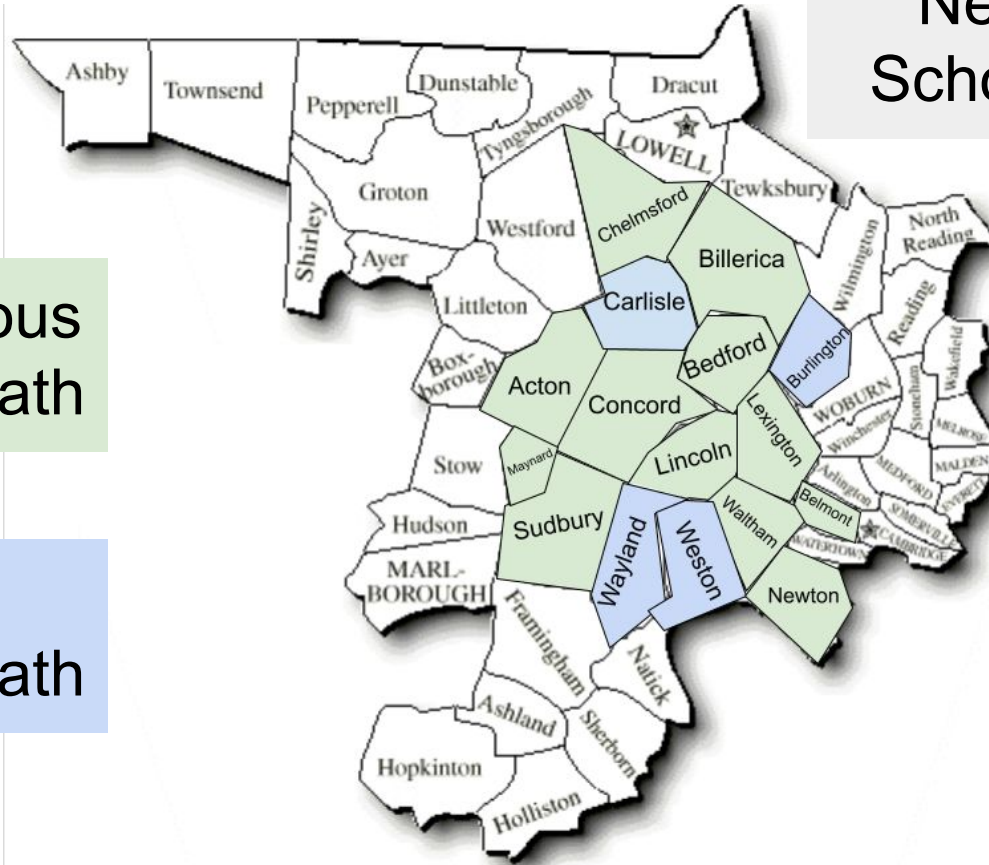 Ne
Scho
Ashby
Townsend
Pepperell
Dunstable
Tyngsborough
Dracut
LOWELL
Tewksbury
Groton
Shirley
Ayer
Westford
Chelmsford
Billerica
Wilmington
North
Reading
Reading
Littleton
Carlisle
Burlington
Wakefield
ous
ath
Box-
borough
Acton
Concord
Bedford
Lexington
WOBURN
Stoneham
Winchester
MELROSE
Stow
Maynard
Lincoln
Arlington
MEDFORD
MALDEN
EVERETT
Hudson
Sudbury
Waltham
Belmont
SOMERVILLE
CAMBRIDGE
WATERTOWN
MARL-
BOROUGH
Wayland
Weston
Newton
ath
Framingham
Natick
Ashland
Sherborn
Hopkinton
Holliston